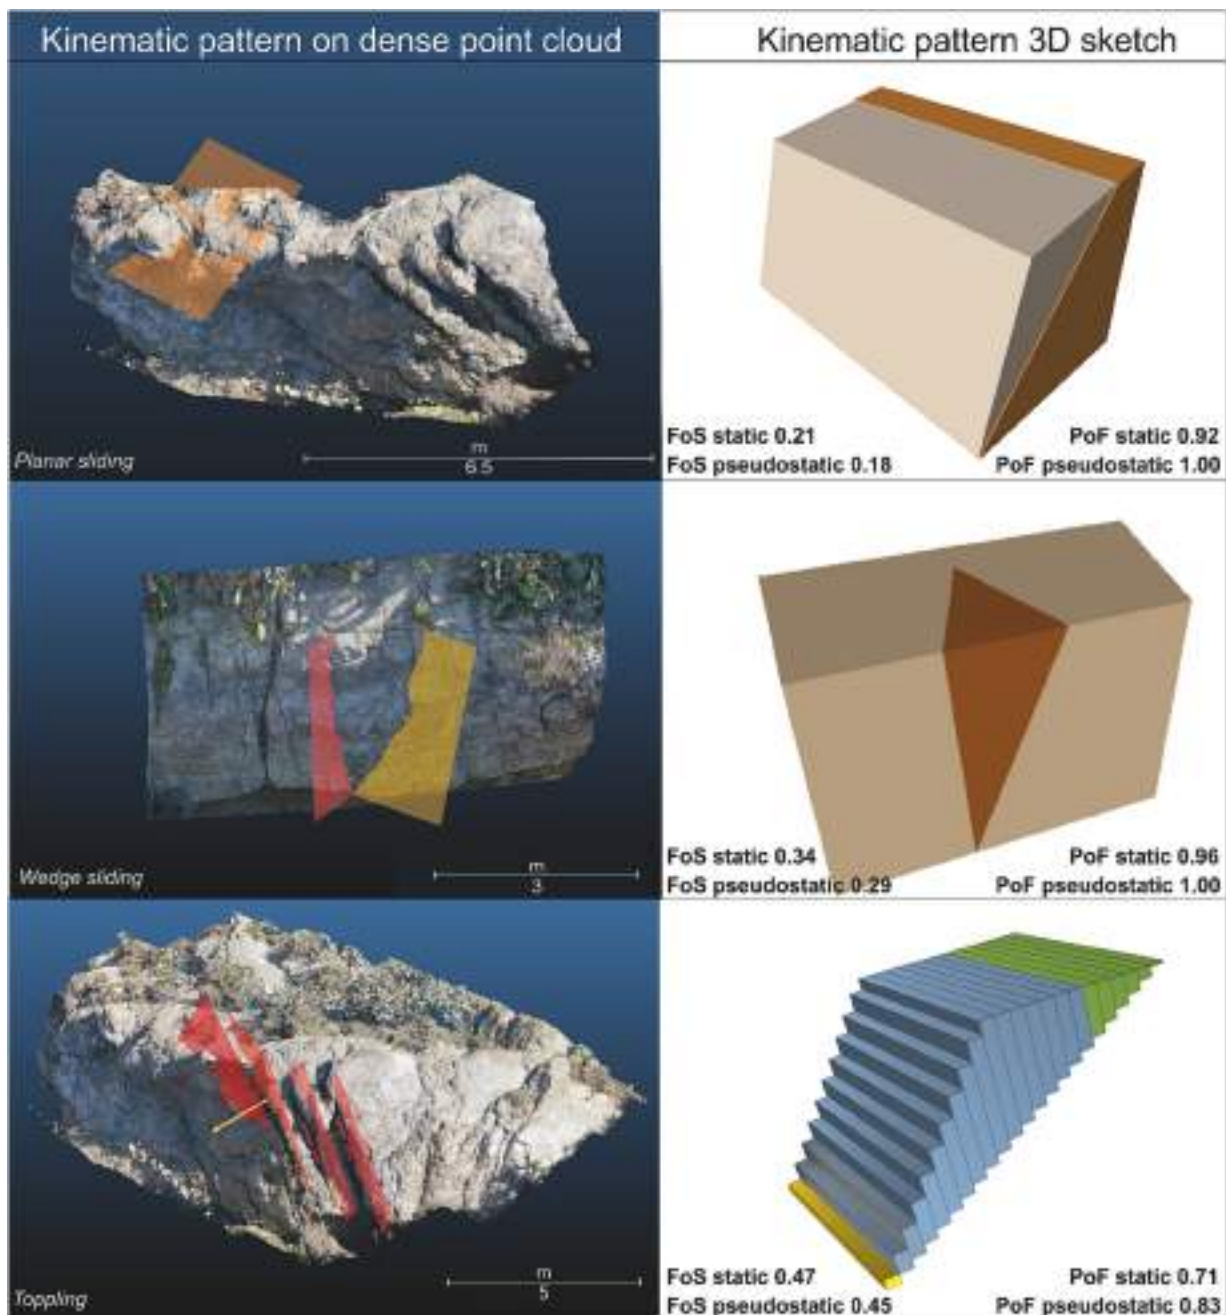 Kinematic pattern on dense point cloud
Kinematic pattern 3D sketch
m
6.5
Planar sliding
FoS static 0.21
PoF static 0.92
FoS pseudostatic 0.18
PoF pseudostatic 1.00
m
3
Wedge sliding
FoS static 0.34
PoF static 0.96
FoS pseudostatic 0.29
PoF pseudostatic 1.00
m
5
Toppling
FoS static 0.47
PoF static 0.71
FoS pseudostatic 0.45
PoF pseudostatic 0.83